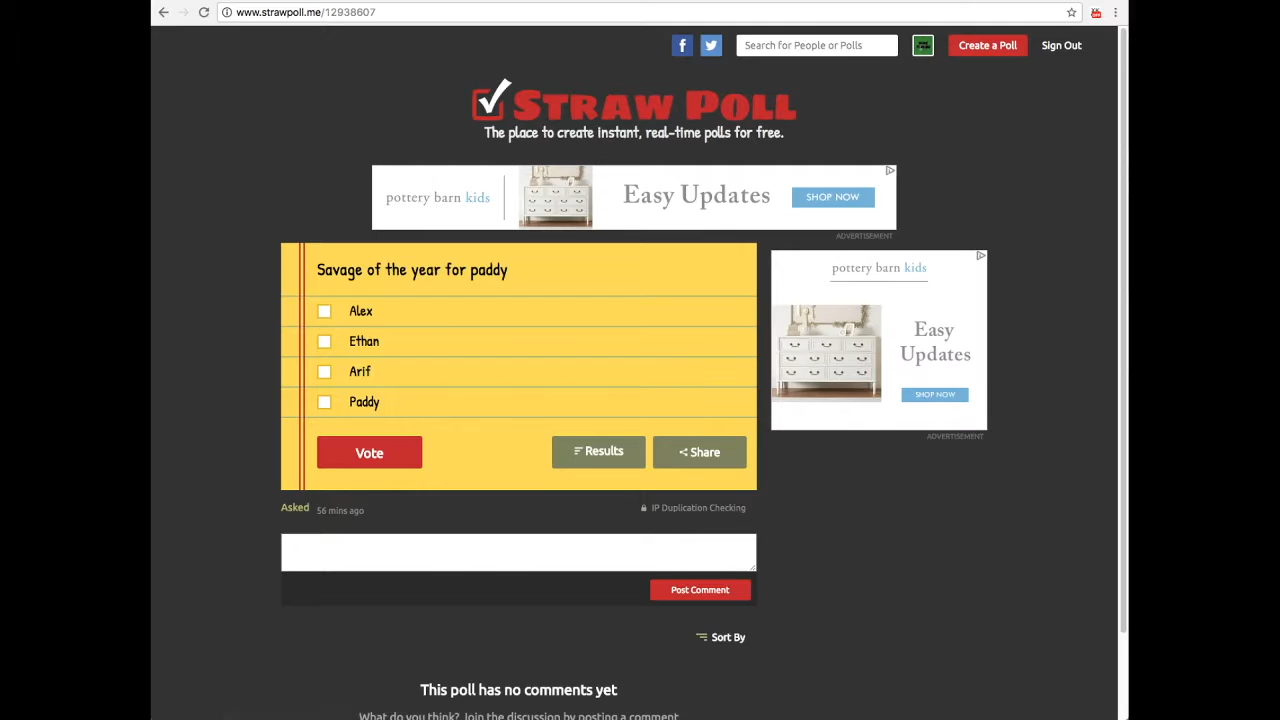 www.strawpoll.me/12938607
Search for People or Polls
Create a Poll
Sign Out
STRAW POLL
The place to create instant, real-time polls for free.
pottery barn kids
Easy Updates
SHOP NOW
ADVERTISEMENT
Savage of the year for paddy
Alex
Ethan
Arif
Paddy
Vote
Results
Share
pottery barn kids
Easy
Updates
SHOP NOW
ADVERTISEMENT
Asked 56 mins ago
IP Duplication Checking
Post Comment
Sort By
This poll has no comments yet
What do you think? Join the discussion by posting a comment